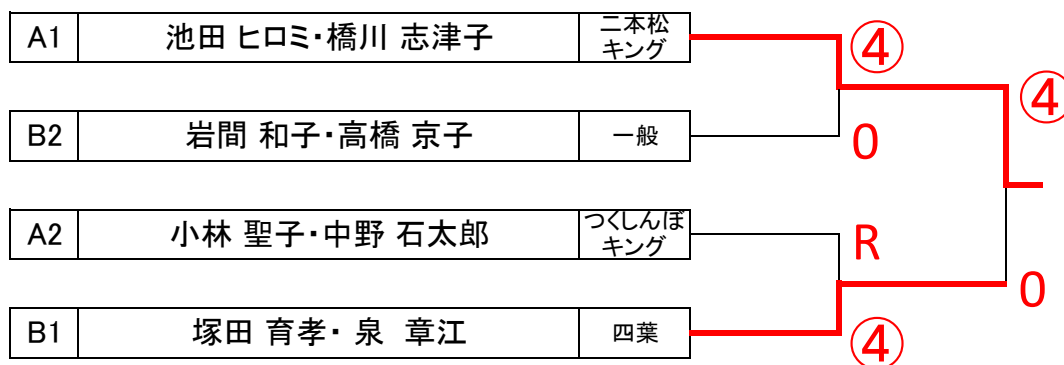 A1 池田 ヒロミ・橋川 志津子 二本松
キング
④
④
B2 岩間 和子・高橋 京子 一般
0
A2 小林 聖子・中野 石太郎 つくしんぼ
キング
R
0
B1 塚田 育孝・ 泉　章江 四葉
④